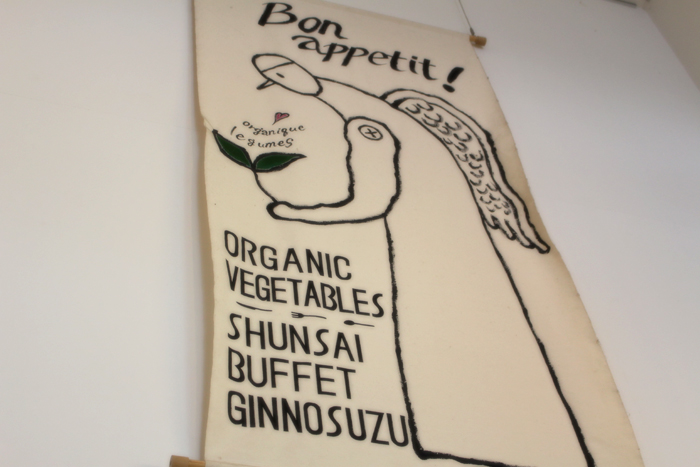 Bon
appetit!
organique
legumes
ORGANIC
VEGETABLES
SHUNSAI
BUFFET
GINNOSUZU